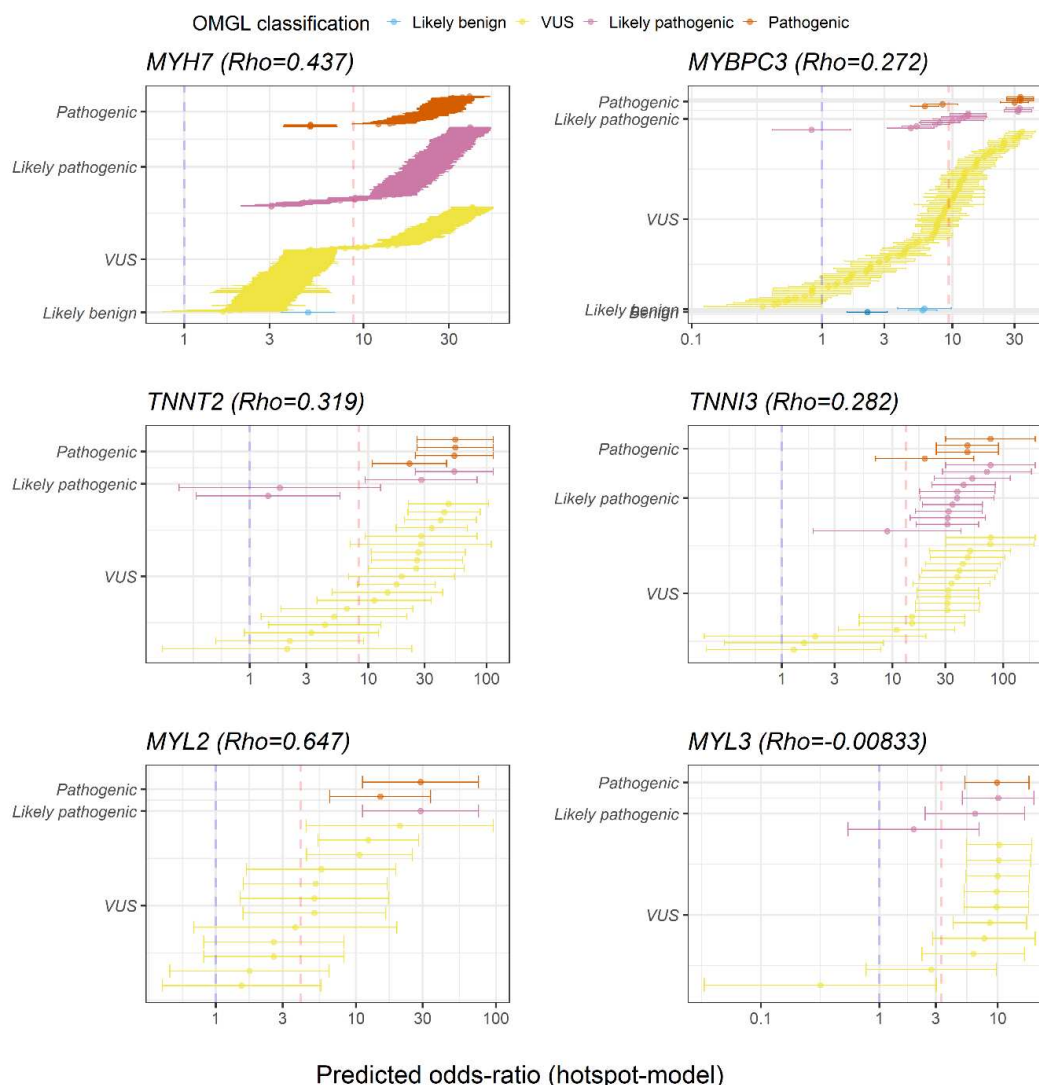 OMGL classification Likely benign VUS Likely pathogenic Pathogenic
MYH7 (Rho=0.437)
Pathogenic
Likely pathogenic
VUS
Likely benign
1 3 10 30
MYBPC3 (Rho=0.272)
Pathogenic
Likely pathogenic
VUS
Likely benign
Benign
0.1 1 3 10 30
TNNT2 (Rho=0.319)
Pathogenic
Likely pathogenic
VUS
1 3 10 30 100
TNNI3 (Rho=0.282)
Pathogenic
Likely pathogenic
VUS
1 3 10 30 100
MYL2 (Rho=0.647)
Pathogenic
Likely pathogenic
VUS
1 3 10 30 100
MYL3 (Rho=-0.00833)
Pathogenic
Likely pathogenic
VUS
0.1 1 3 10
Predicted odds-ratio (hotspot-model)